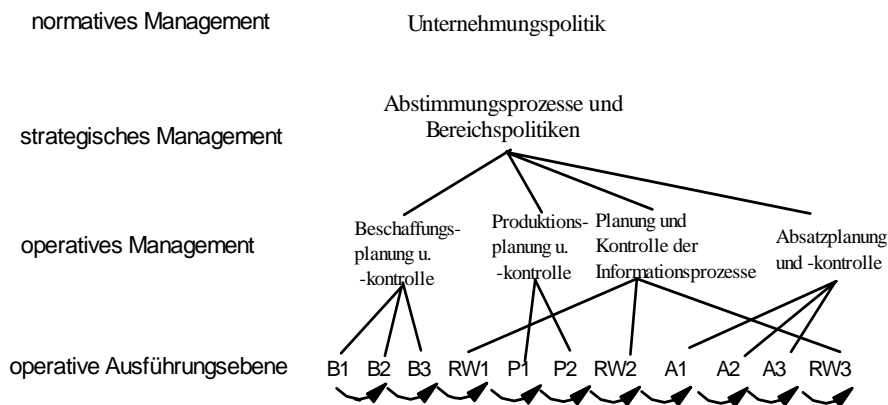 normatives Management
Unternehmungspolitik
strategisches Management
Abstimmungsprozesse und
Bereichspolitiken
operatives Management
Beschaffungs-
planung u.
-kontrolle
Produktions-
planung u.
-kontrolle
Planung und
Kontrolle der
Informationsprozesse
Absatzplanung
und -kontrolle
operative Ausführungsebene
B1 B2 B3 RW1 P1 P2 RW2 A1 A2 A3 RW3